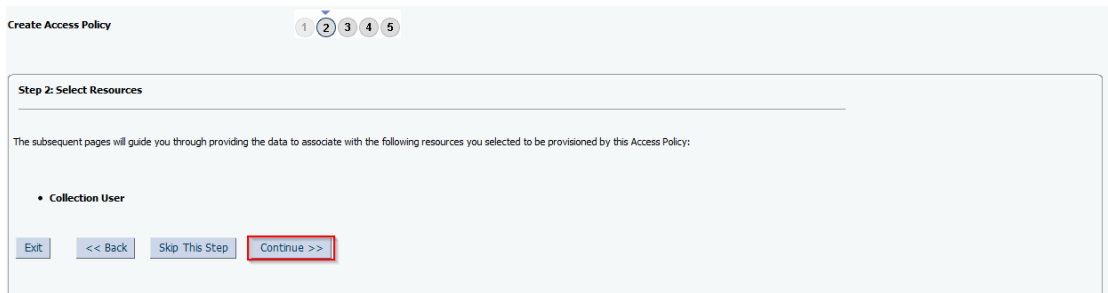 Create Access Policy 1 2 3 4 5
Step 2: Select Resources
The subsequent pages will guide you through providing the data to associate with the following resources you selected to be provisioned by this Access Policy:
• Collection User
Exit << Back Skip This Step Continue >>